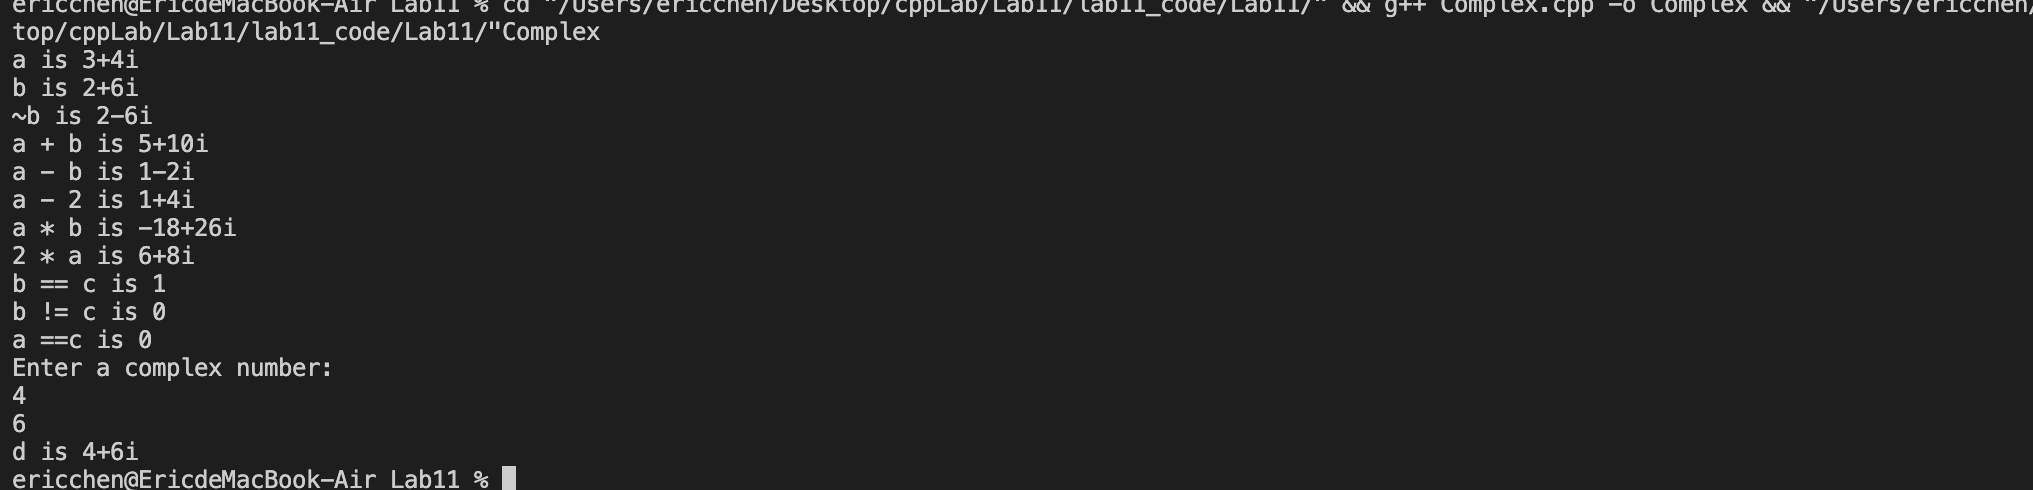 ericchen@EricdeMacBook-Air Lab11 % cd "/Users/ericchen/Desktop/cppLab/Lab11/lab11_code/Lab11/" && g++ Complex.cpp -o Complex && "/Users/ericchen/
top/cppLab/Lab11/lab11_code/Lab11/"Complex
a is 3+4i
b is 2+6i
~b is 2-6i
a + b is 5+10i
a - b is 1-2i
a - 2 is 1+4i
a * b is -18+26i
2 * a is 6+8i
b == c is 1
b != c is 0
a ==c is 0
Enter a complex number:
4
6
d is 4+6i
ericchen@EricdeMacBook-Air Lab11 %